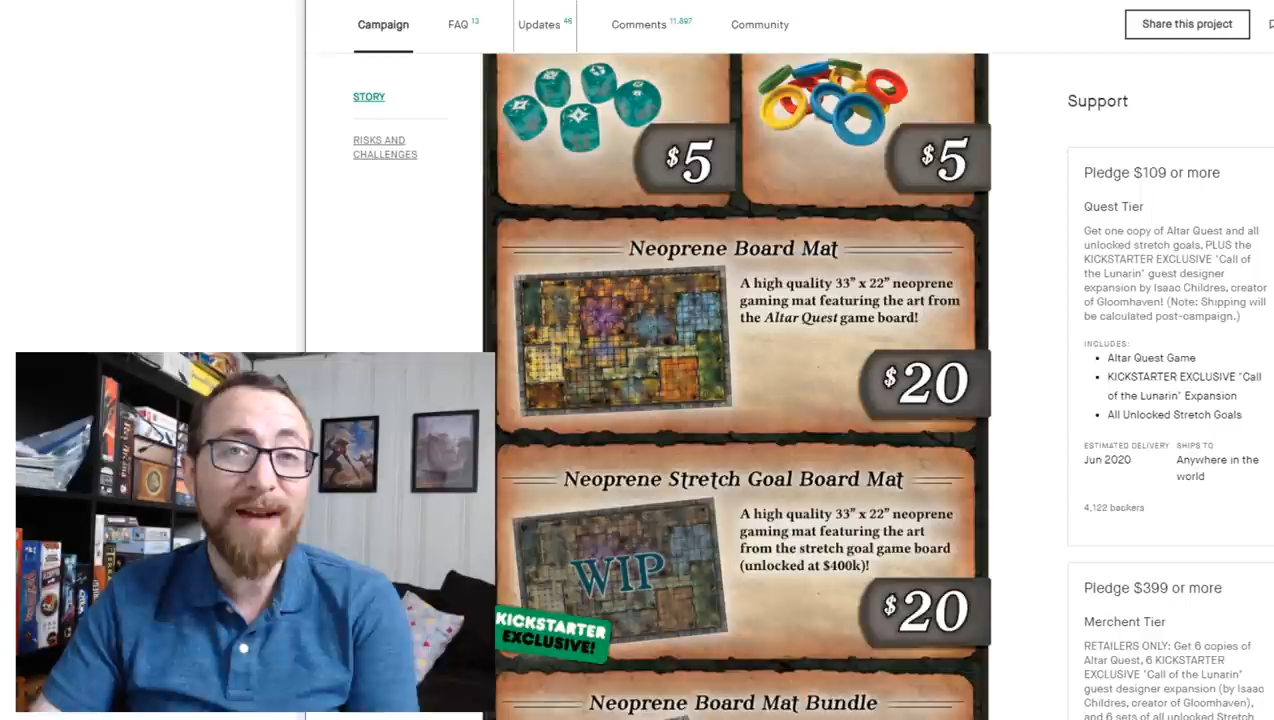 Campaign
FAQ 13
Updates 46
Comments 11,697
Community
Share this project
STORY
RISKS AND
CHALLENGES
$5
$5
Neoprene Board Mat
A high quality 33” x 22” neoprene
gaming mat featuring the art from
the Altar Quest game board!
$20
Neoprene Stretch Goal Board Mat
A high quality 33” x 22” neoprene
gaming mat featuring the art
from the stretch goal game board
(unlocked at $400k)!
WIP
KICKSTARTER
EXCLUSIVE!
$20
Neoprene Board Mat Bundle
Support
Pledge $109 or more
Quest Tier
Get one copy of Altar Quest and all
unlocked stretch goals, PLUS the
KICKSTARTER EXCLUSIVE "Call of
the Lunarin" guest designer
expansion by Isaac Childres, creator
of Gloomhaven! (Note: Shipping will
be calculated post-campaign.)
INCLUDES:
• Altar Quest Game
• KICKSTARTER EXCLUSIVE "Call
of the Lunarin" Expansion
• All Unlocked Stretch Goals
ESTIMATED DELIVERY
Jun 2020
SHIPS TO
Anywhere in the
world
4,122 backers
Pledge $399 or more
Merchent Tier
RETAILERS ONLY: Get 6 copies of
Altar Quest, 6 KICKSTARTER
EXCLUSIVE "Call of the Lunarin"
guest designer expansion (by Isaac
Childres, creator of Gloomhaven),
and 6 sets of all unlocked Stretch